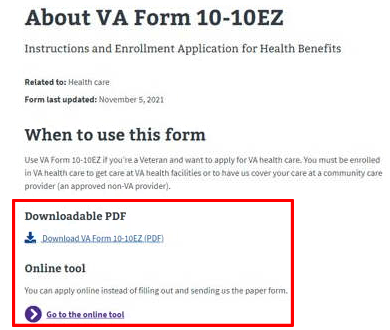 About VA Form 10-10EZ
Instructions and Enrollment Application for Health Benefits
Related to: Health care
Form last updated: November 5, 2021
When to use this form
Use VA Form 10-10EZ if you're a Veteran and want to apply for VA health care. You must be enrolled
in VA health care to get care at VA health facilities or to have us cover your care at a community care
provider (an approved non-VA provider).
Downloadable PDF
Download VA Form 10-10EZ (PDF)
Online tool
You can apply online instead of filling out and sending us the paper form.
Go to the online tool